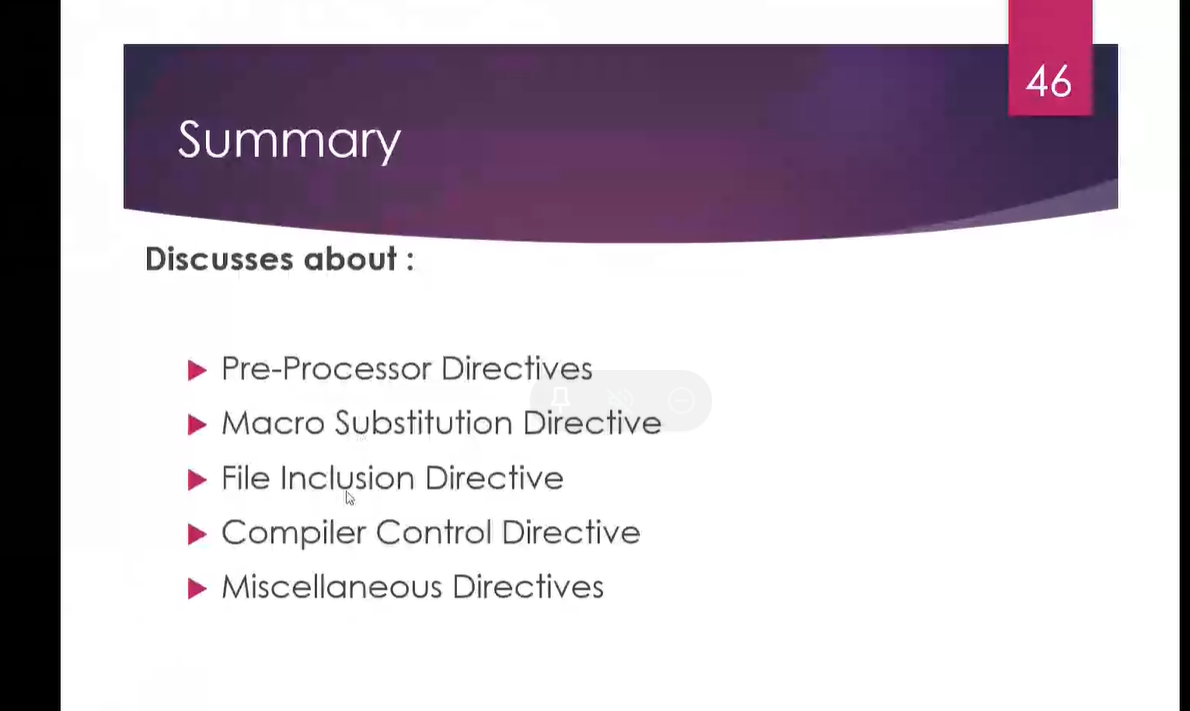 46
Summary
Discusses about :
Pre-Processor Directives
Macro Substitution Directive
File Inclusion Directive
Compiler Control Directive
Miscellaneous Directives